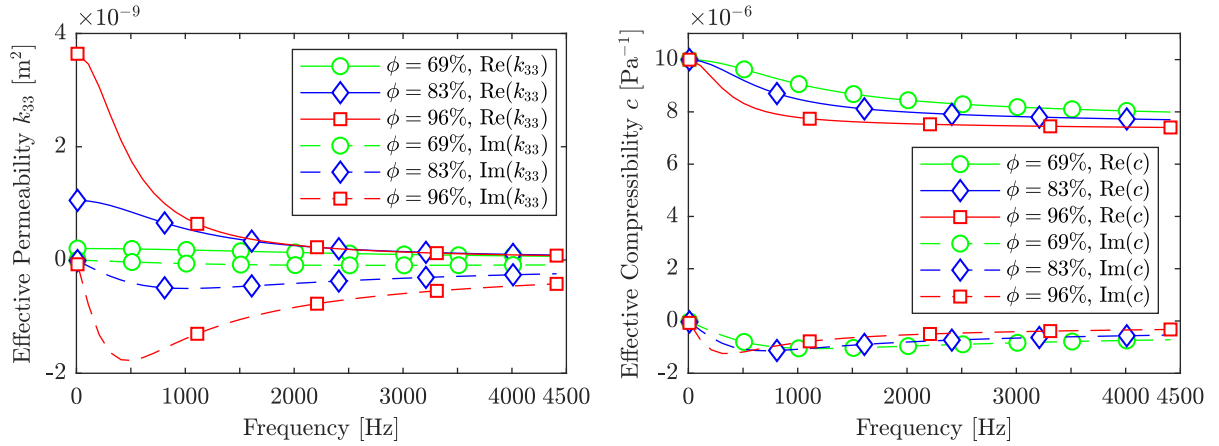 ×10⁻⁹
Effective Permeability k₃₃ [m²]
4
2
0
-2
ϕ = 69%, Re(k₃₃)
ϕ = 83%, Re(k₃₃)
ϕ = 96%, Re(k₃₃)
ϕ = 69%, Im(k₃₃)
ϕ = 83%, Im(k₃₃)
ϕ = 96%, Im(k₃₃)
0 1000 2000 3000 4000 4500
Frequency [Hz]
×10⁻⁶
Effective Compressibility c [Pa⁻¹]
10
8
6
4
2
0
-2
ϕ = 69%, Re(c)
ϕ = 83%, Re(c)
ϕ = 96%, Re(c)
ϕ = 69%, Im(c)
ϕ = 83%, Im(c)
ϕ = 96%, Im(c)
0 1000 2000 3000 4000 4500
Frequency [Hz]